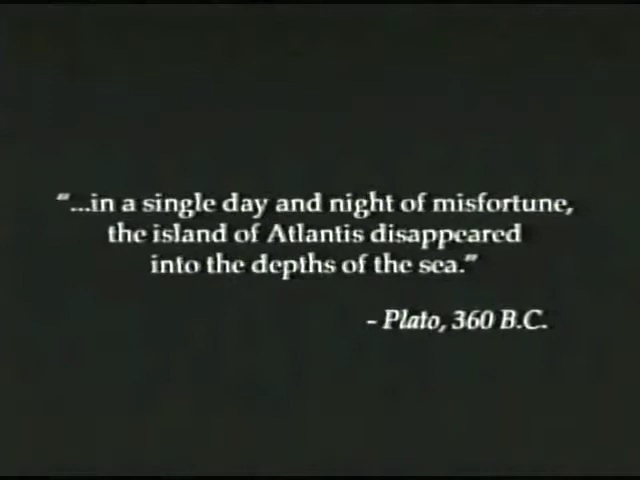 “...in a single day and night of misfortune,
the island of Atlantis disappeared
into the depths of the sea.”
- Plato, 360 B.C.